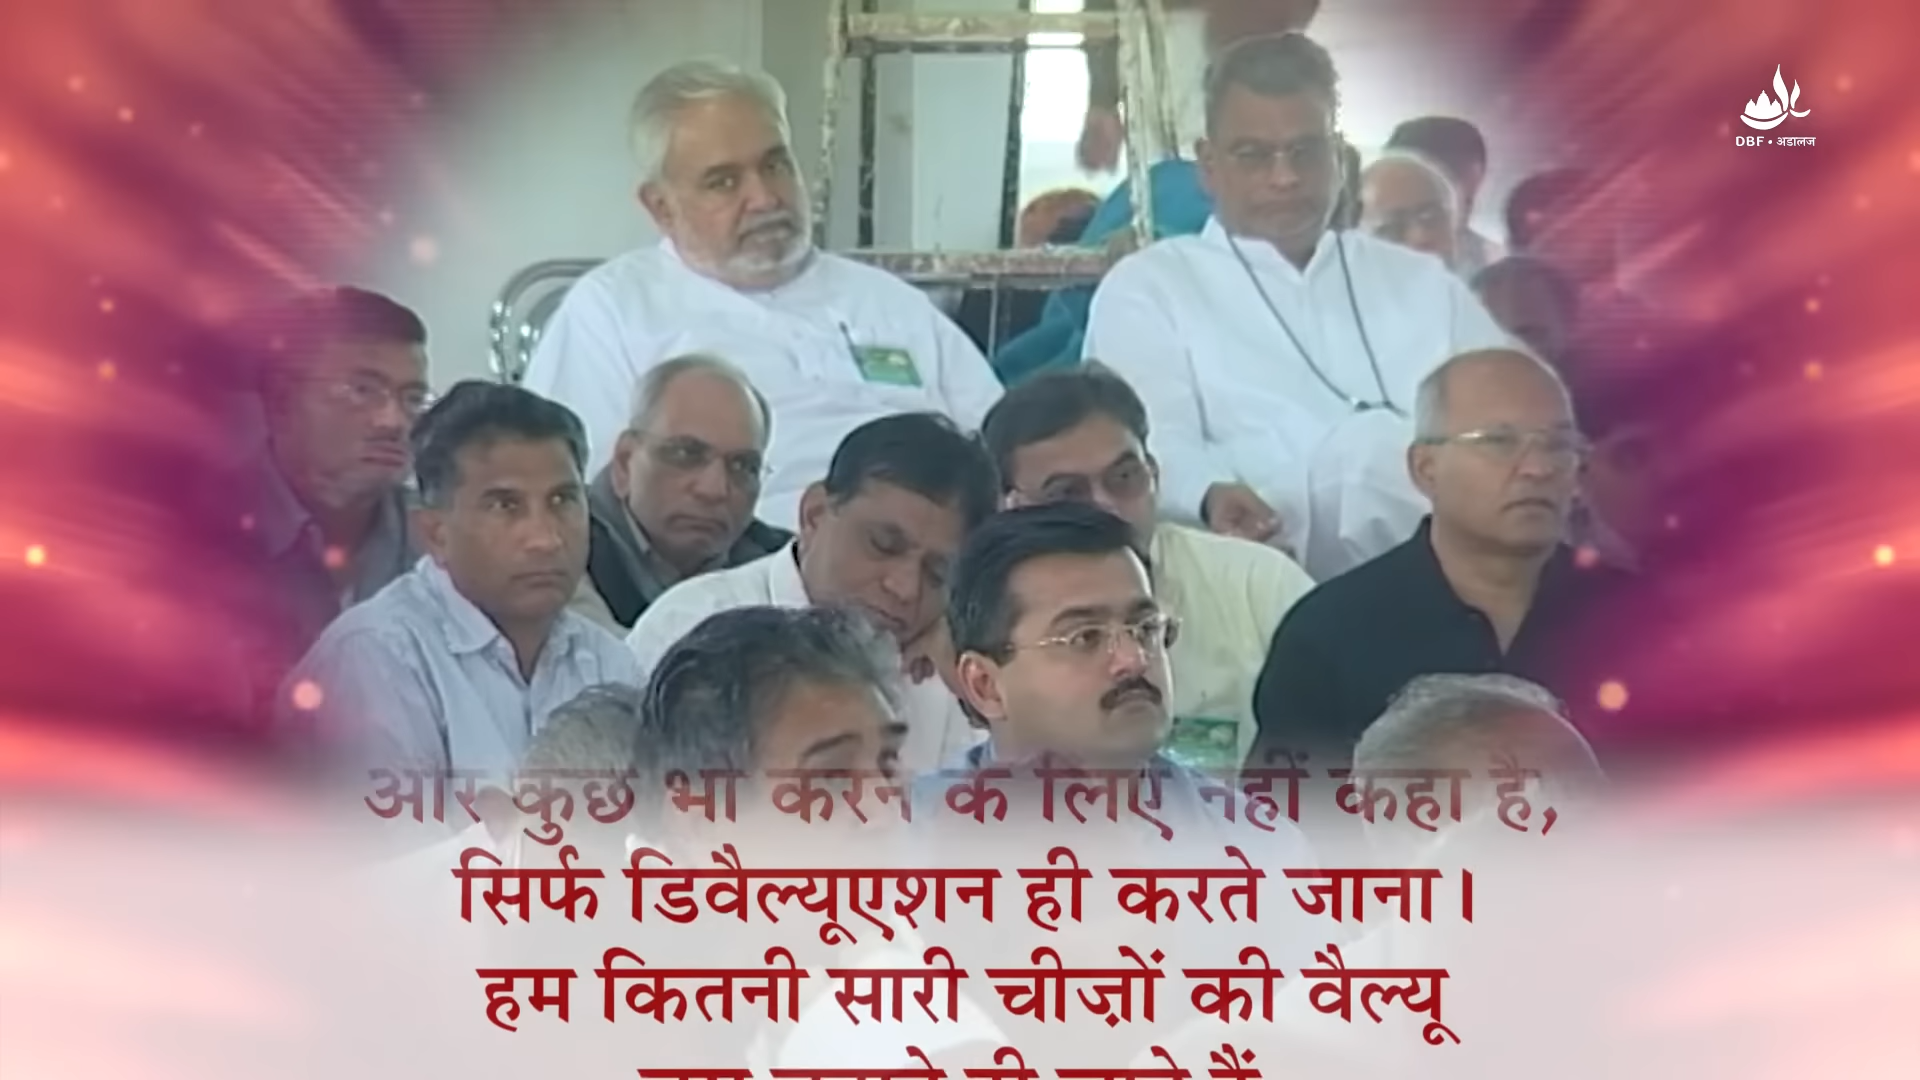 DBF • अडालज
और कुछ भी करने के लिए नहीं कहा है,
सिर्फ डिवैल्यूएशन ही करते जाना।
हम कितनी सारी चीज़ों की वैल्यू